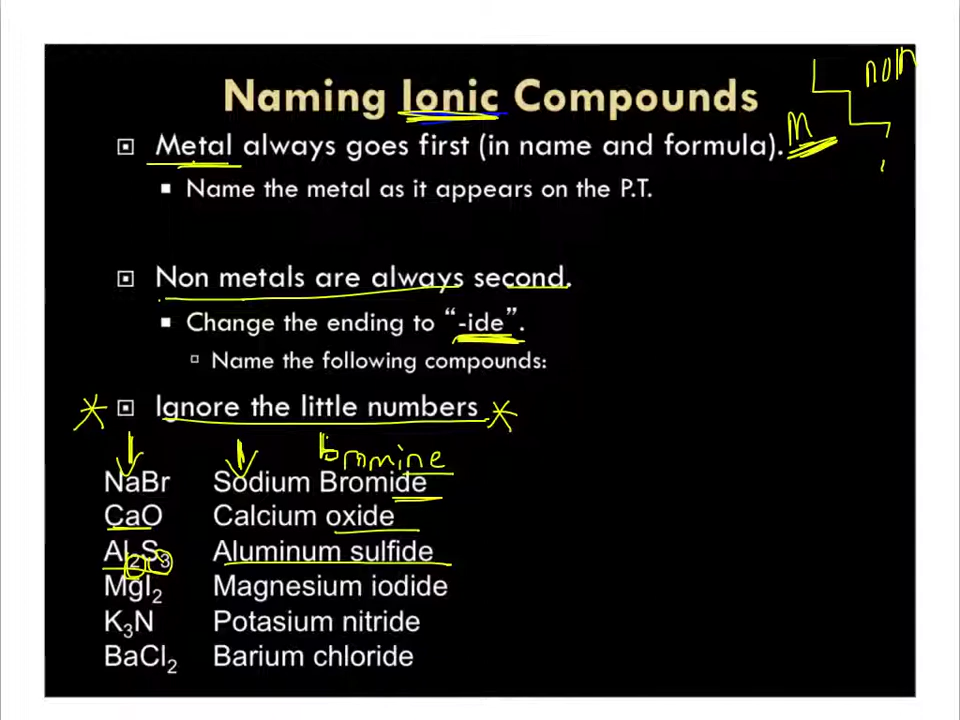 Naming Ionic Compounds
non
Metal always goes first (in name and formula). M
Name the metal as it appears on the P.T.
Non metals are always second.
Change the ending to "-ide".
Name the following compounds:
* Ignore the little numbers *
bromine
NaBr Sodium Bromide
CaO Calcium oxide
Al2S3 Aluminum sulfide
MgI2 Magnesium iodide
K3N Potasium nitride
BaCl2 Barium chloride